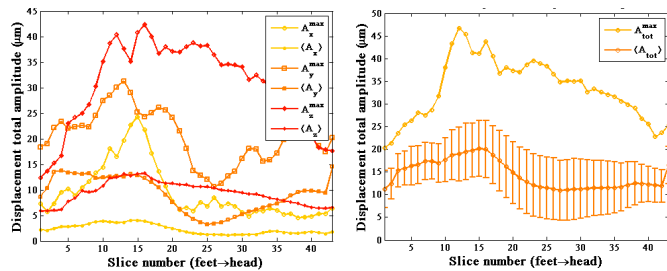 Displacement total amplitude (μm)
45
40
35
30
25
20
15
10
5
0
5 10 15 20 25 30 35 40
Slice number (feet→head)
A_x^max
⟨A_x⟩
A_y^max
⟨A_y⟩
A_z^max
⟨A_z⟩
Displacement total amplitude (μm)
50
45
40
35
30
25
20
15
10
5
0
5 10 15 20 25 30 35 40
Slice number (feet→head)
A_tot^max
⟨A_tot⟩